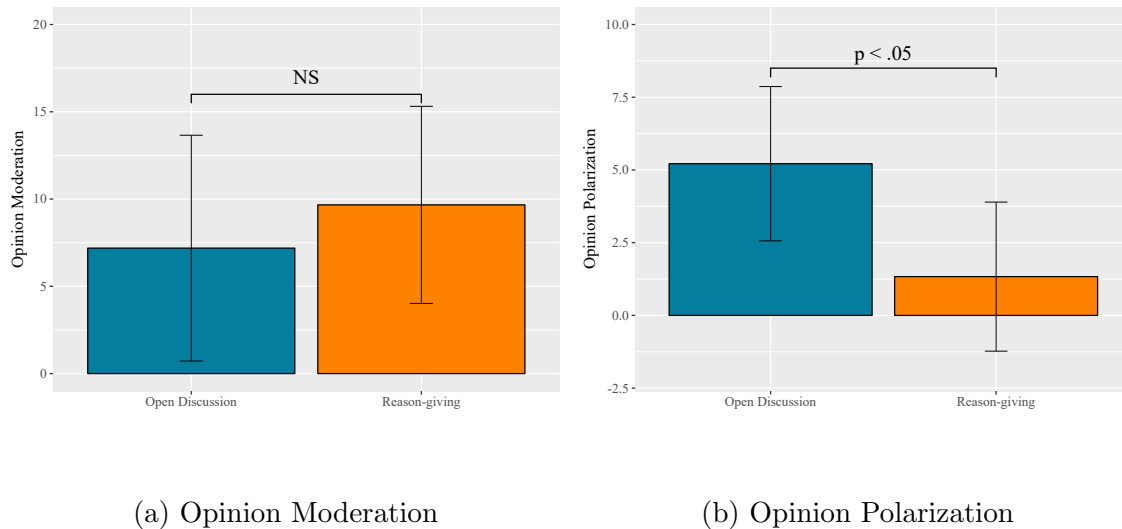 Opinion Moderation
20
15
10
5
0
NS
Open Discussion
Reason-giving
(a) Opinion Moderation
Opinion Polarization
10.0
7.5
5.0
2.5
0.0
-2.5
p < .05
Open Discussion
Reason-giving
(b) Opinion Polarization